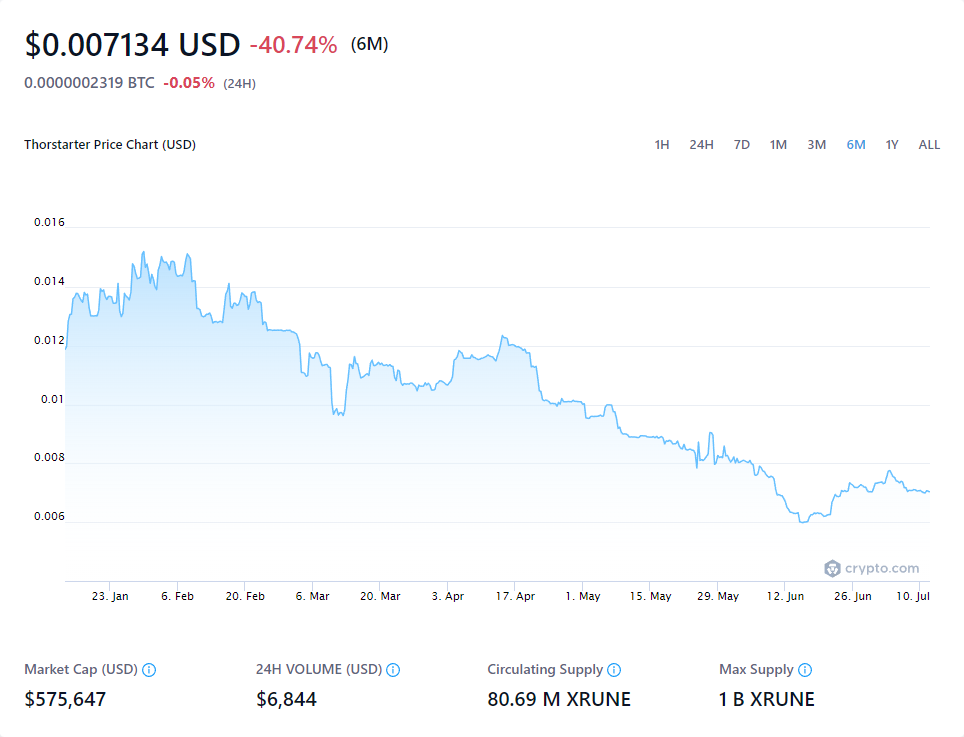 $0.007134 USD -40.74% (6M)
0.0000002319 BTC -0.05% (24H)
Thorstarter Price Chart (USD) 1H 24H 7D 1M 3M 6M 1Y ALL
0.016
0.014
0.012
0.01
0.008
0.006
crypto.com
23. Jan 6. Feb 20. Feb 6. Mar 20. Mar 3. Apr 17. Apr 1. May 15. May 29. May 12. Jun 26. Jun 10. Jul
Market Cap (USD) 24H VOLUME (USD) Circulating Supply Max Supply
$575,647 $6,844 80.69 M XRUNE 1 B XRUNE